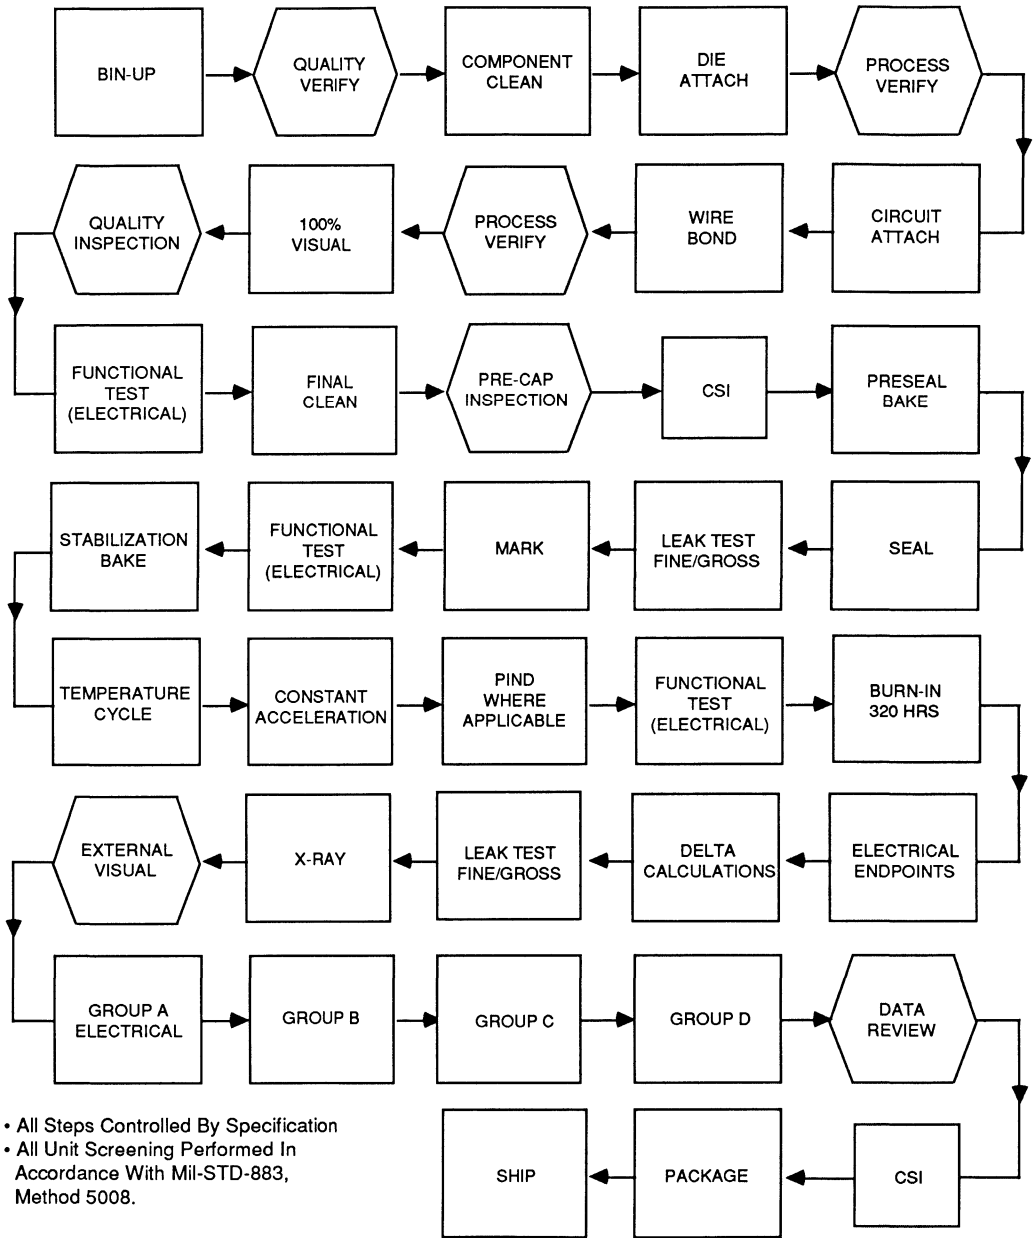 BIN-UP
QUALITY
VERIFY
COMPONENT
CLEAN
DIE
ATTACH
PROCESS
VERIFY
QUALITY
INSPECTION
100%
VISUAL
PROCESS
VERIFY
WIRE
BOND
CIRCUIT
ATTACH
FUNCTIONAL
TEST
(ELECTRICAL)
FINAL
CLEAN
PRE-CAP
INSPECTION
CSI
PRESEAL
BAKE
STABILIZATION
BAKE
FUNCTIONAL
TEST
(ELECTRICAL)
MARK
LEAK TEST
FINE/GROSS
SEAL
TEMPERATURE
CYCLE
CONSTANT
ACCELERATION
PIND
WHERE
APPLICABLE
FUNCTIONAL
TEST
(ELECTRICAL)
BURN-IN
320 HRS
EXTERNAL
VISUAL
X-RAY
LEAK TEST
FINE/GROSS
DELTA
CALCULATIONS
ELECTRICAL
ENDPOINTS
GROUP A
ELECTRICAL
GROUP B
GROUP C
GROUP D
DATA
REVIEW
• All Steps Controlled By Specification
• All Unit Screening Performed In
Accordance With Mil-STD-883,
Method 5008.
SHIP
PACKAGE
CSI